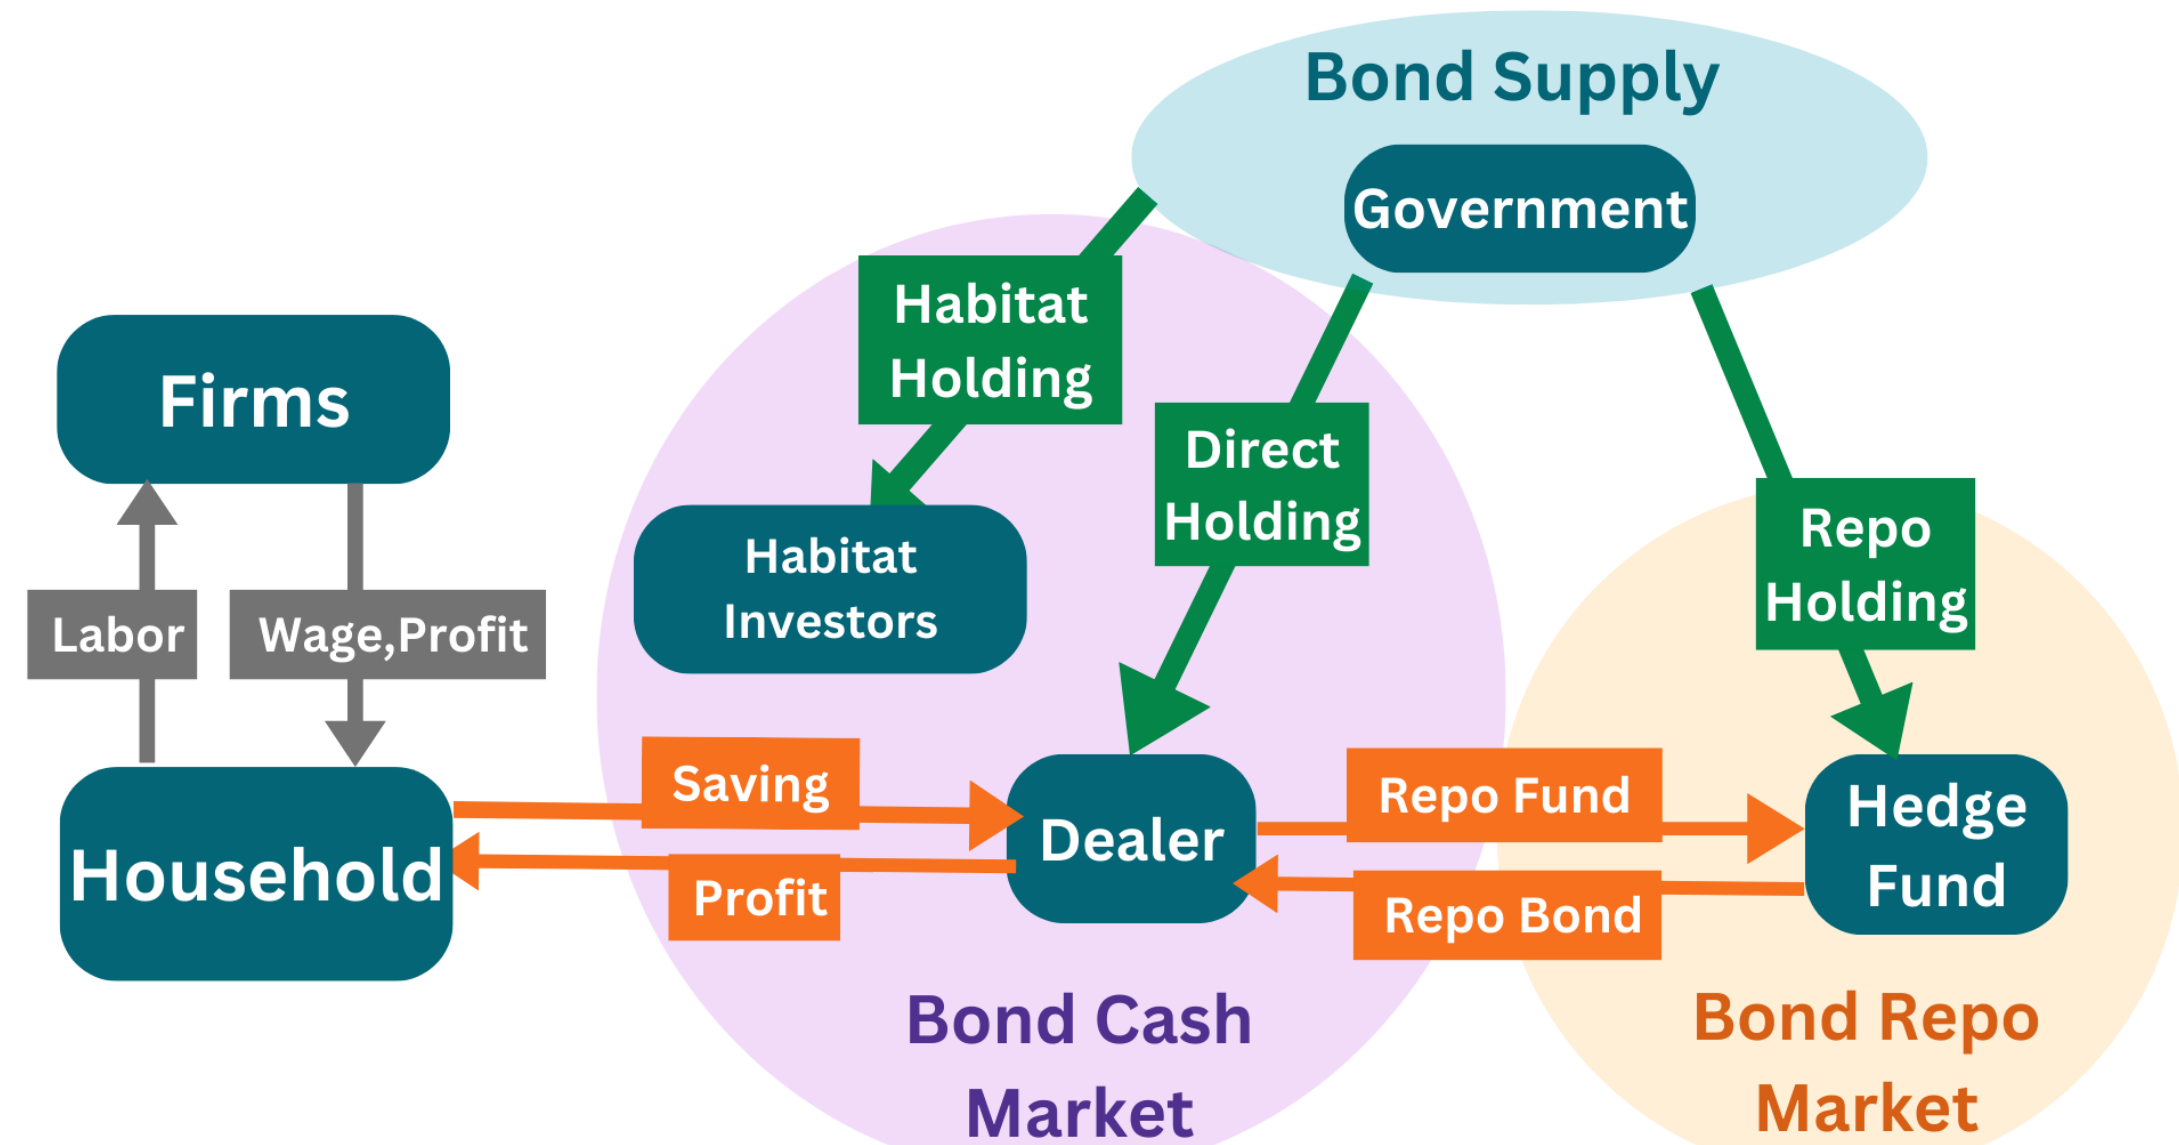 Bond Supply
Government
Habitat
Holding
Direct
Holding
Repo
Holding
Firms
Habitat
Investors
Labor
Wage,Profit
Saving
Repo Fund
Household
Dealer
Hedge
Fund
Profit
Repo Bond
Bond Cash
Market
Bond Repo
Market